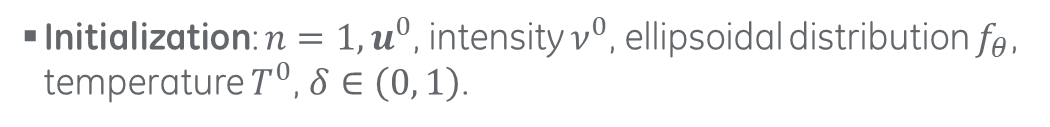 ▪ Initialization: n = 1, u⁰, intensity ν⁰, ellipsoidal distribution f_θ,
temperature T⁰, δ ∈ (0, 1).